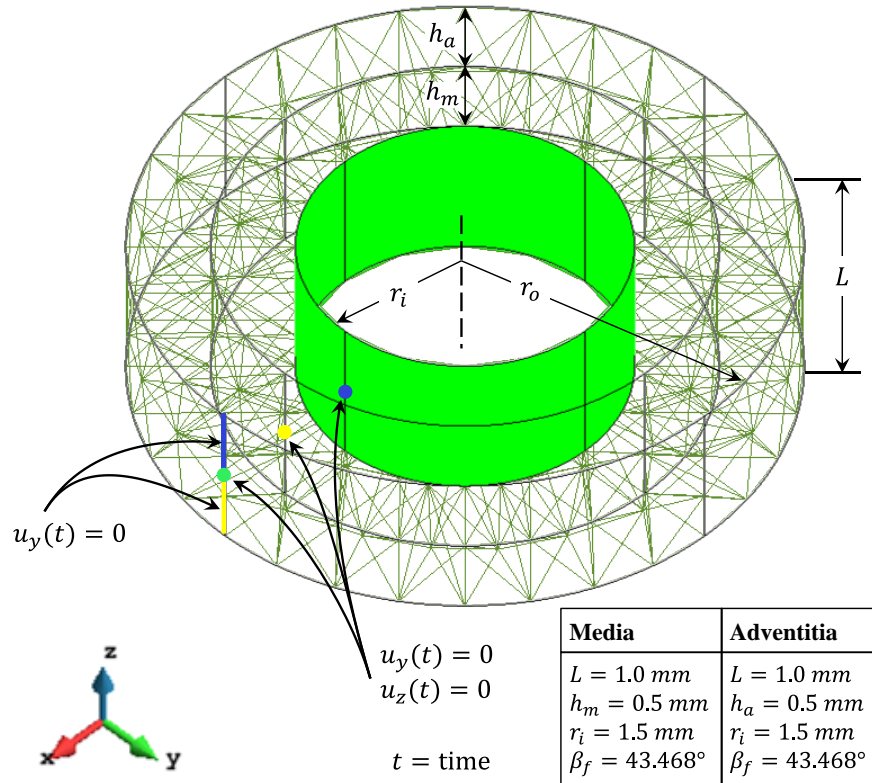 h_a
h_m
r_i
r_o
L
u_y(t) = 0
u_y(t) = 0
u_z(t) = 0
t = time
z
x
y
Media
L = 1.0 mm
h_m = 0.5 mm
r_i = 1.5 mm
β_f = 43.468°
Adventitia
L = 1.0 mm
h_a = 0.5 mm
r_i = 1.5 mm
β_f = 43.468°